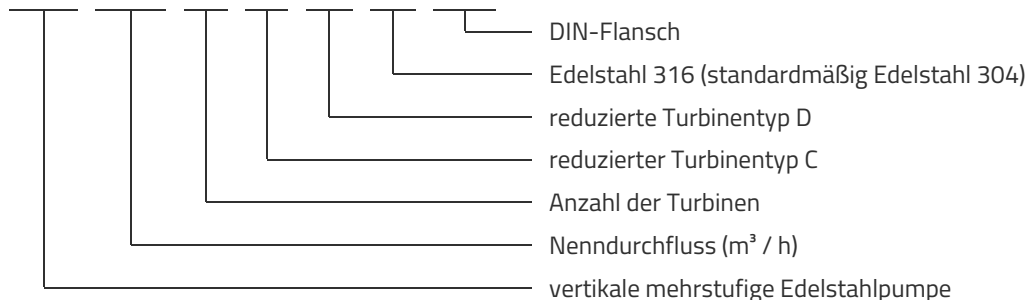 DIN-Flansch
Edelstahl 316 (standardmäßig Edelstahl 304)
reduzierte Turbinentyp D
reduzierter Turbinentyp C
Anzahl der Turbinen
Nenndurchfluss (m³ / h)
vertikale mehrstufige Edelstahlpumpe